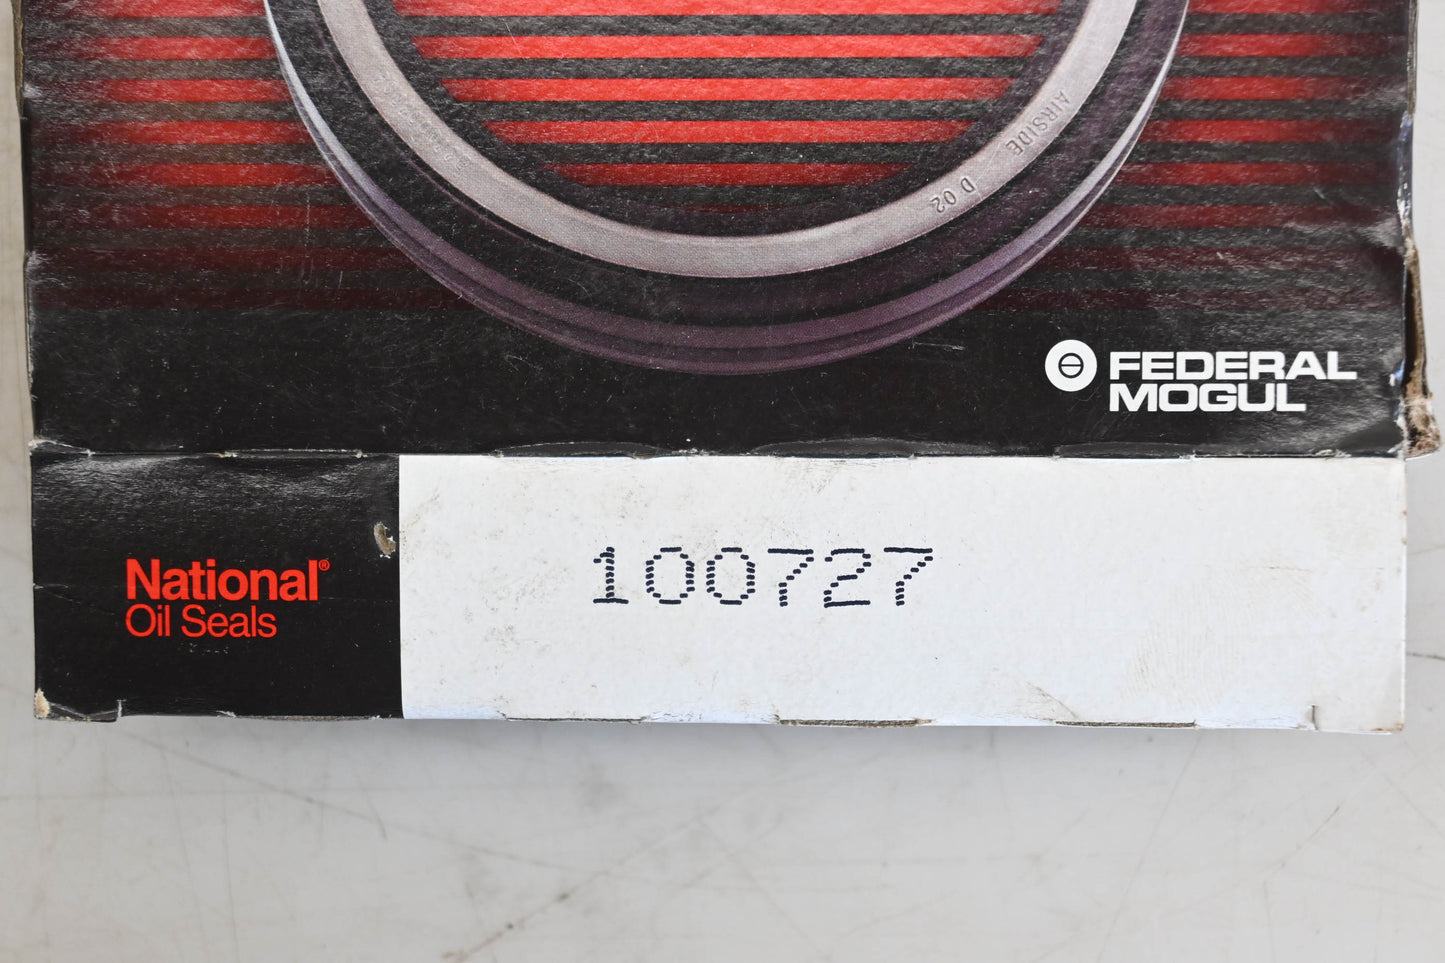 AIRSIDE
D 02
FEDERAL
MOGUL
National®
Oil Seals
100727